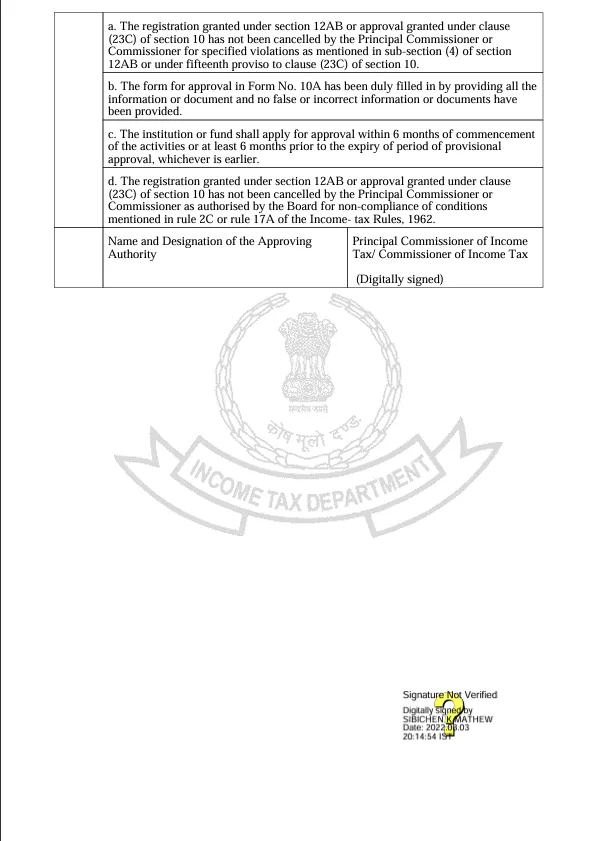 a. The registration granted under section 12AB or approval granted under clause
(23C) of section 10 has not been cancelled by the Principal Commissioner or
Commissioner for specified violations as mentioned in sub-section (4) of section
12AB or under fifteenth proviso to clause (23C) of section 10.
b. The form for approval in Form No. 10A has been duly filled in by providing all the
information or document and no false or incorrect information or documents have
been provided.
c. The institution or fund shall apply for approval within 6 months of commencement
of the activities or at least 6 months prior to the expiry of period of provisional
approval, whichever is earlier.
d. The registration granted under section 12AB or approval granted under clause
(23C) of section 10 has not been cancelled by the Principal Commissioner or
Commissioner as authorised by the Board for non-compliance of conditions
mentioned in rule 2C or rule 17A of the Income- tax Rules, 1962.
Name and Designation of the Approving
Authority
Principal Commissioner of Income
Tax/ Commissioner of Income Tax
(Digitally signed)
सत्यमेव जयते
कोष मूलो दण्डः
INCOME TAX DEPARTMENT
Signature Not Verified
Digitally signed by
SIBICHEN K MATHEW
Date: 2022.08.03
20:14:54 IST